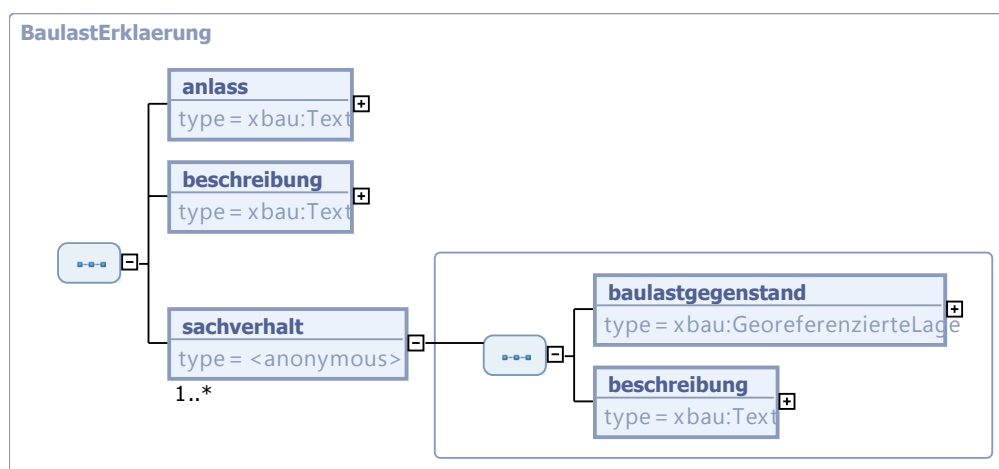 BaulastErklaerung
anlass
type = xbau:Text
beschreibung
type = xbau:Text
sachverhalt
type = <anonymous>
1..*
baulastgegenstand
type = xbau:GeoreferenzierteLage
beschreibung
type = xbau:Text